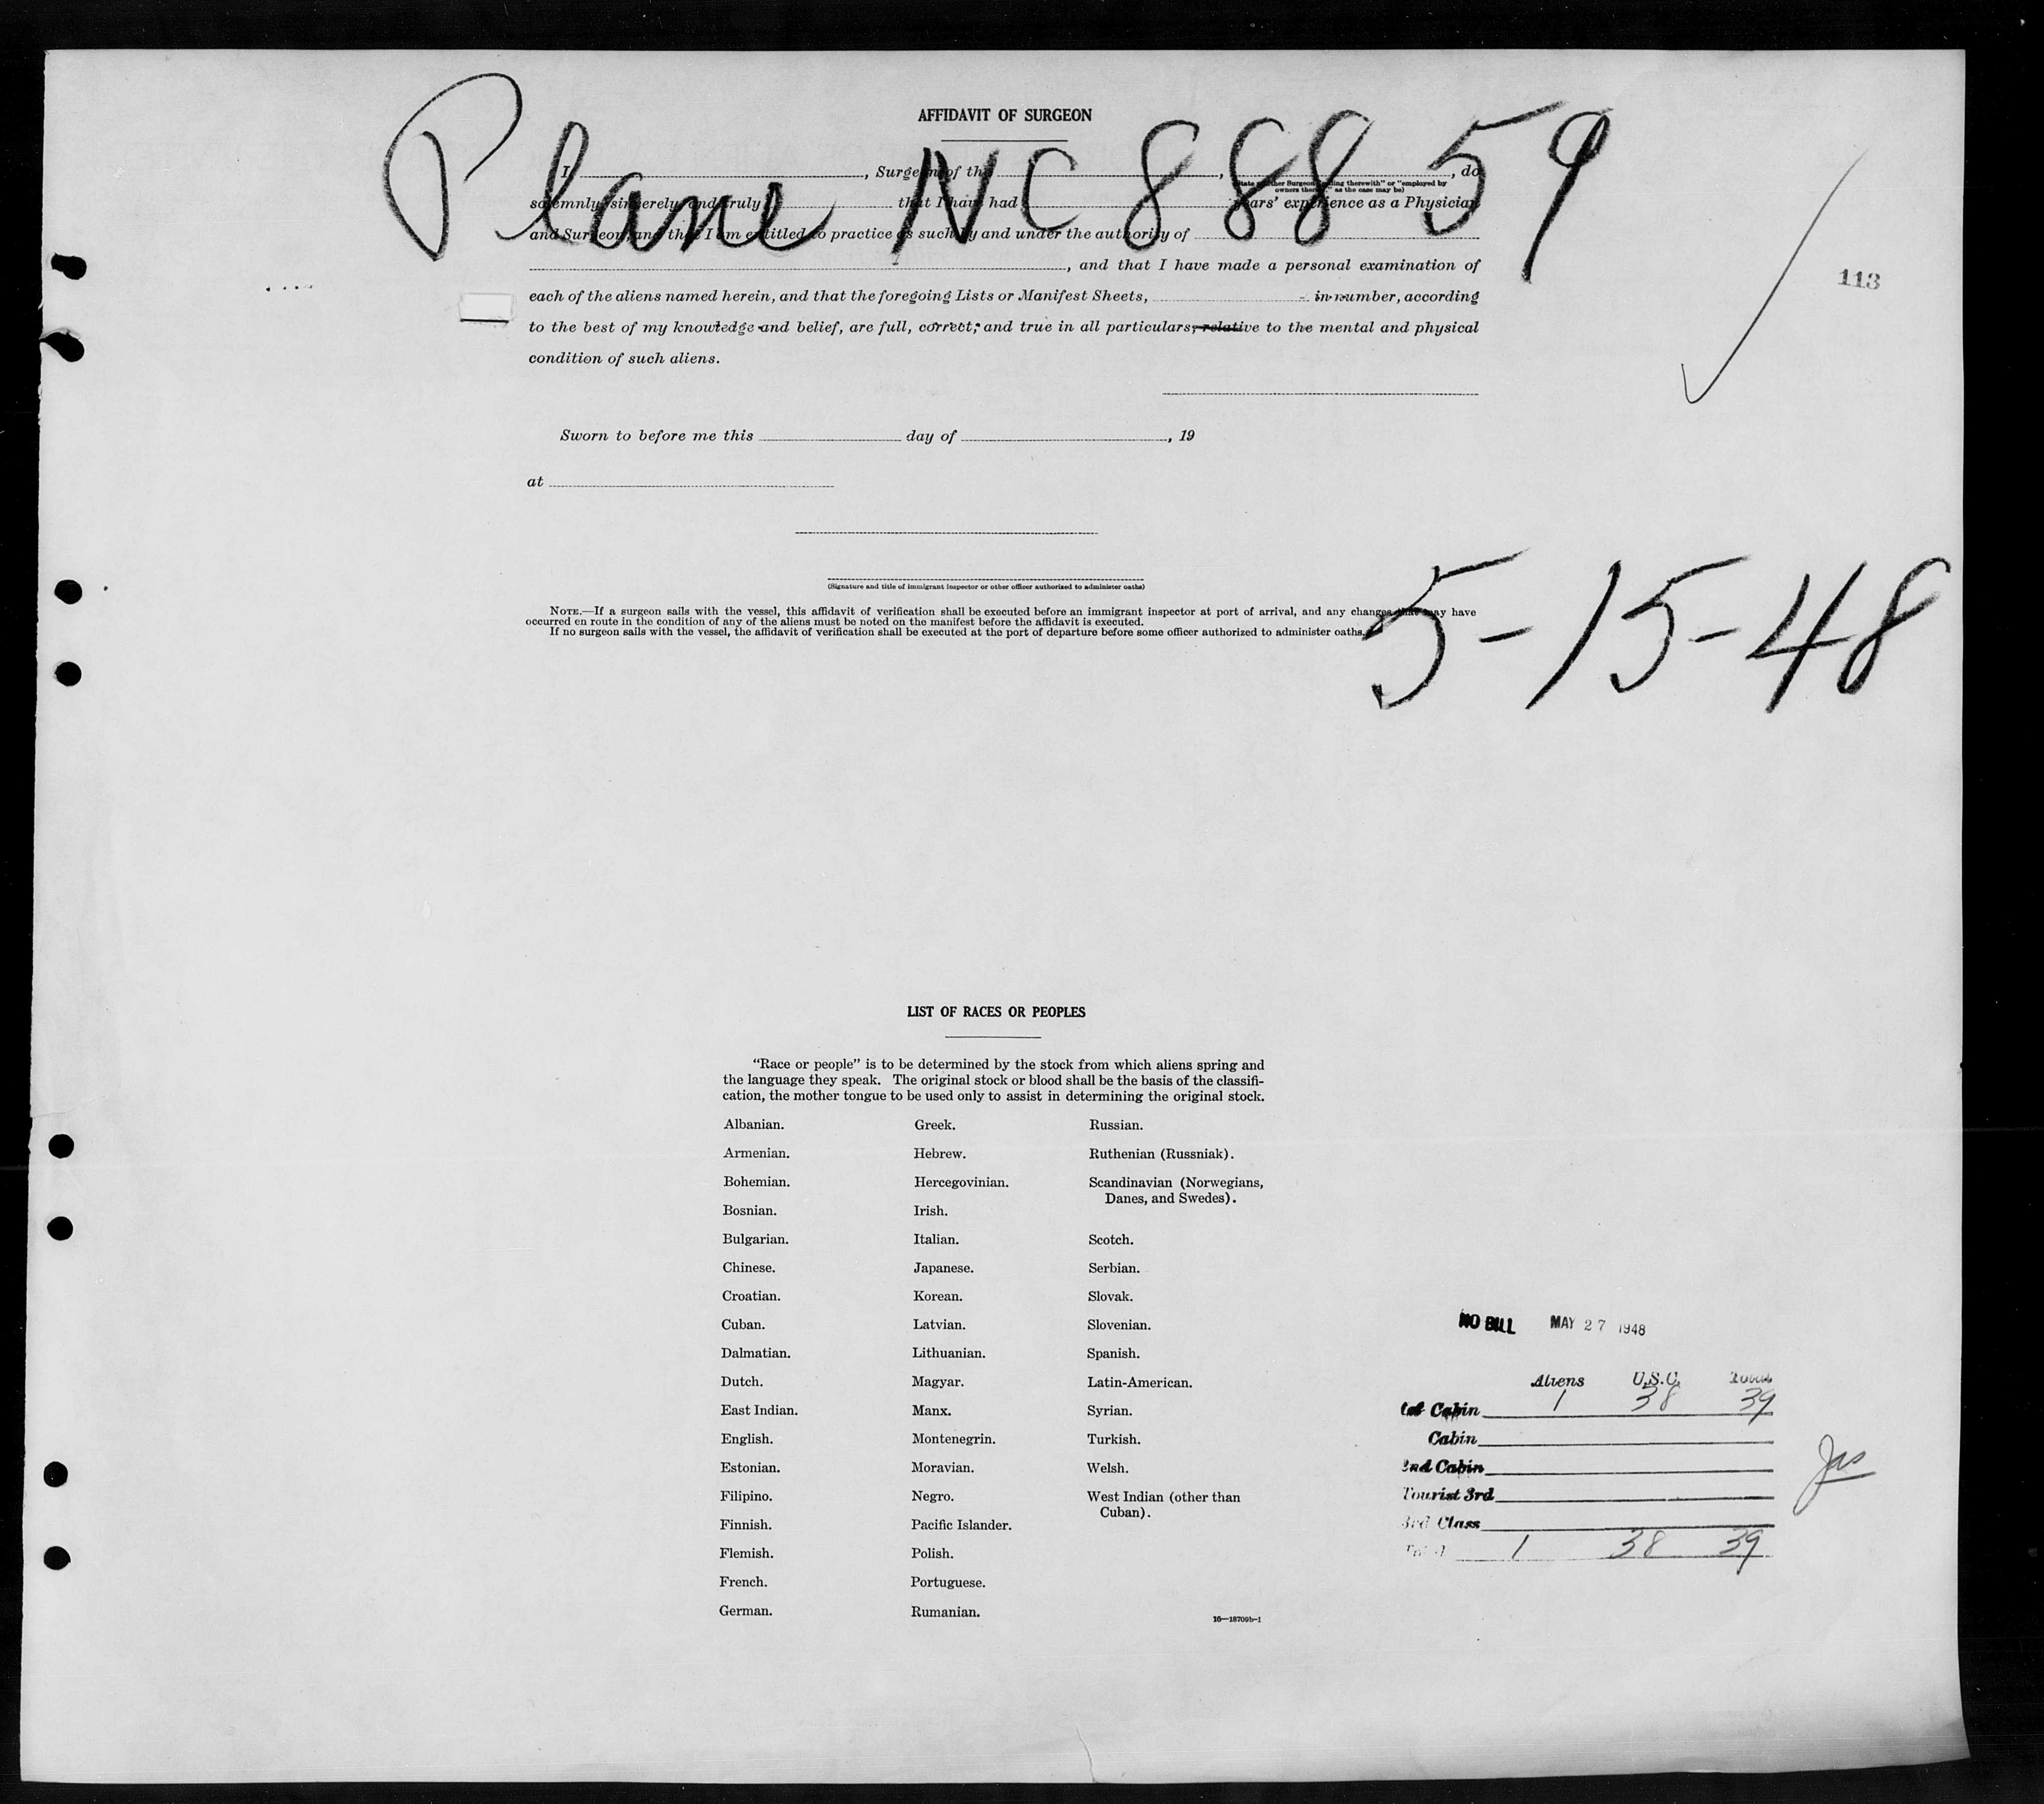 AFFIDAVIT OF SURGEON
Plane NC 88859
I , Surgeon of the , , do
solemnly, sincerely, and truly that I have had years' experience as a Physician
and Surgeon, and that I am entitled to practice as such by and under the authority of
, and that I have made a personal examination of
113
each of the aliens named herein, and that the foregoing Lists or Manifest Sheets, in number, according
to the best of my knowledge and belief, are full, correct, and true in all particulars, relative to the mental and physical
condition of such aliens.
Sworn to before me this day of , 19
at
(Signature and title of immigrant inspector or other officer authorized to administer oaths)
NOTE.—If a surgeon sails with the vessel, this affidavit of verification shall be executed before an immigrant inspector at port of arrival, and any changes that may have
occurred en route in the condition of any of the aliens must be noted on the manifest before the affidavit is executed.
If no surgeon sails with the vessel, the affidavit of verification shall be executed at the port of departure before some officer authorized to administer oaths.
5-15-48
LIST OF RACES OR PEOPLES
"Race or people" is to be determined by the stock from which aliens spring and
the language they speak. The original stock or blood shall be the basis of the classifi-
cation, the mother tongue to be used only to assist in determining the original stock.
Albanian.
Armenian.
Bohemian.
Bosnian.
Bulgarian.
Chinese.
Croatian.
Cuban.
Dalmatian.
Dutch.
East Indian.
English.
Estonian.
Filipino.
Finnish.
Flemish.
French.
German.
Greek.
Hebrew.
Hercegovinian.
Irish.
Italian.
Japanese.
Korean.
Latvian.
Lithuanian.
Magyar.
Manx.
Montenegrin.
Moravian.
Negro.
Pacific Islander.
Polish.
Portuguese.
Rumanian.
Russian.
Ruthenian (Russniak).
Scandinavian (Norwegians,
Danes, and Swedes).
Scotch.
Serbian.
Slovak.
Slovenian.
Spanish.
Latin-American.
Syrian.
Turkish.
Welsh.
West Indian (other than
Cuban).
16—18709b-1
NO BILL MAY 27 1948
Aliens U.S.C. Total
1st Cabin 1 38 39
Cabin
2nd Cabin
Tourist 3rd
3rd Class
Total 1 38 39